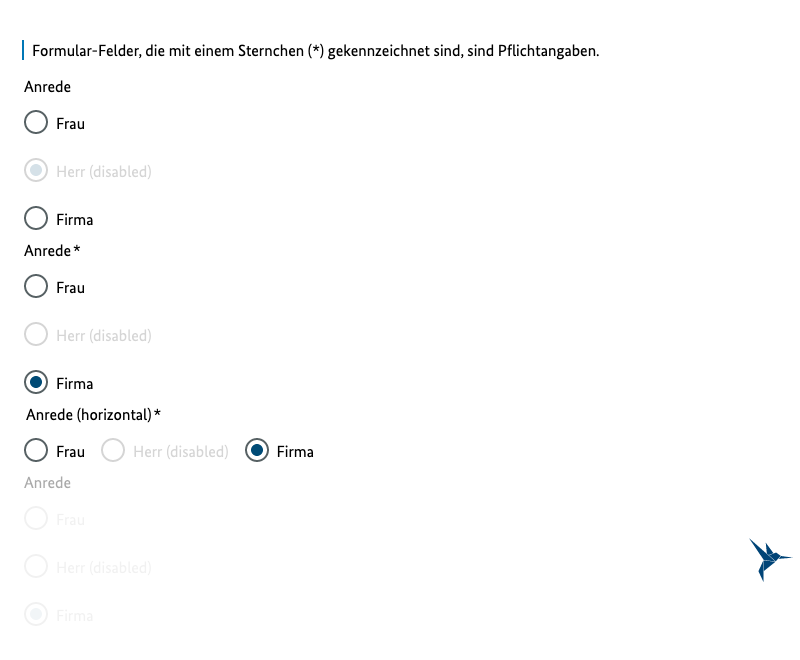 Formular-Felder, die mit einem Sternchen (*) gekennzeichnet sind, sind Pflichtangaben.
Anrede
Frau
Herr (disabled)
Firma
Anrede*
Frau
Herr (disabled)
Firma
Anrede (horizontal)*
Frau Herr (disabled) Firma
Anrede
Frau
Herr (disabled)
Firma